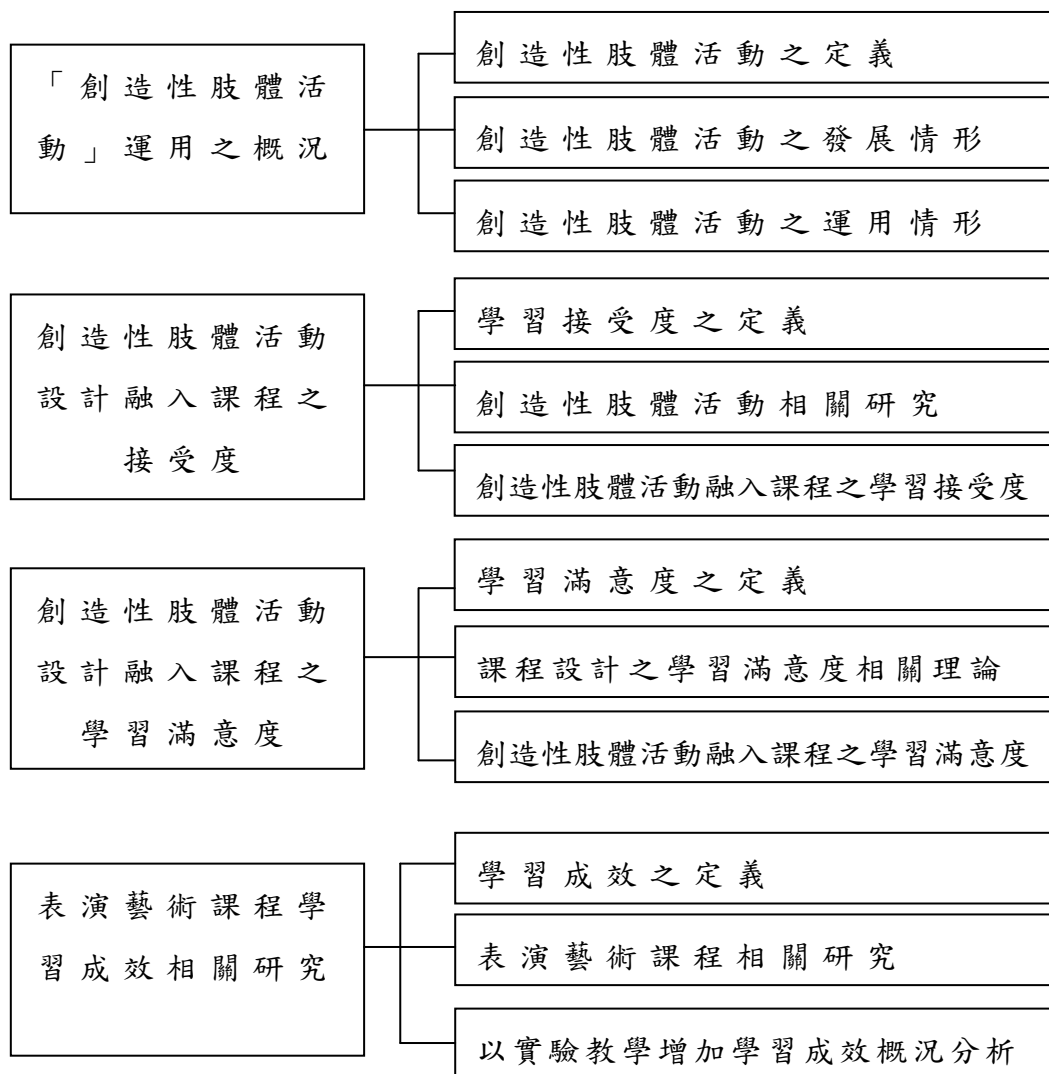 「創造性肢體活
動」運用之概況
創造性肢體活動之定義
創造性肢體活動之發展情形
創造性肢體活動之運用情形
創造性肢體活動
設計融入課程之
接受度
學習接受度之定義
創造性肢體活動相關研究
創造性肢體活動融入課程之學習接受度
創造性肢體活動
設計融入課程之
學習滿意度
學習滿意度之定義
課程設計之學習滿意度相關理論
創造性肢體活動融入課程之學習滿意度
表演藝術課程學
習成效相關研究
學習成效之定義
表演藝術課程相關研究
以實驗教學增加學習成效概況分析